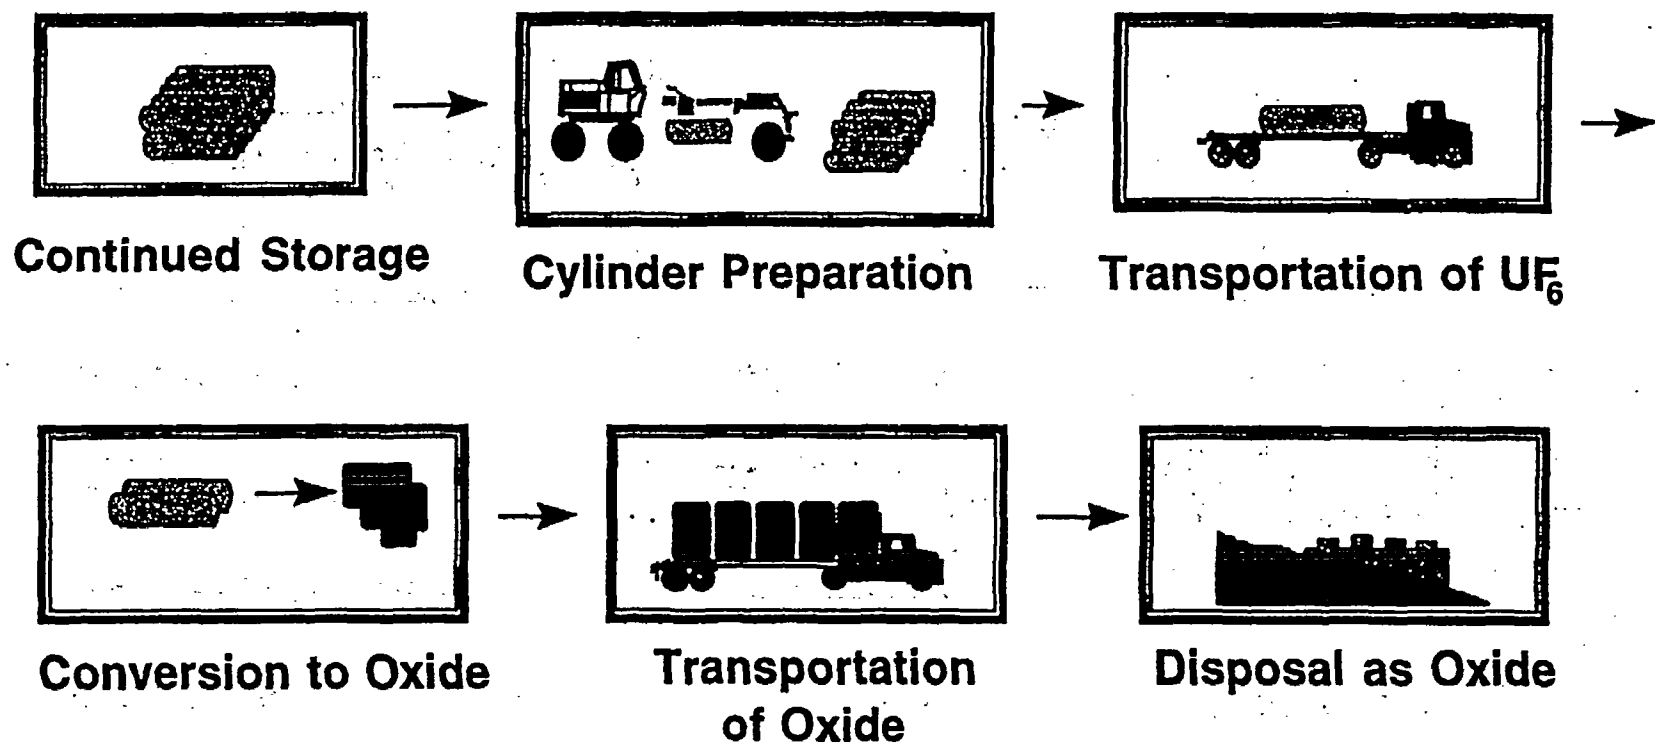 Continued Storage
Cylinder Preparation
Transportation of UF₆
Conversion to Oxide
Transportation
of Oxide
Disposal as Oxide